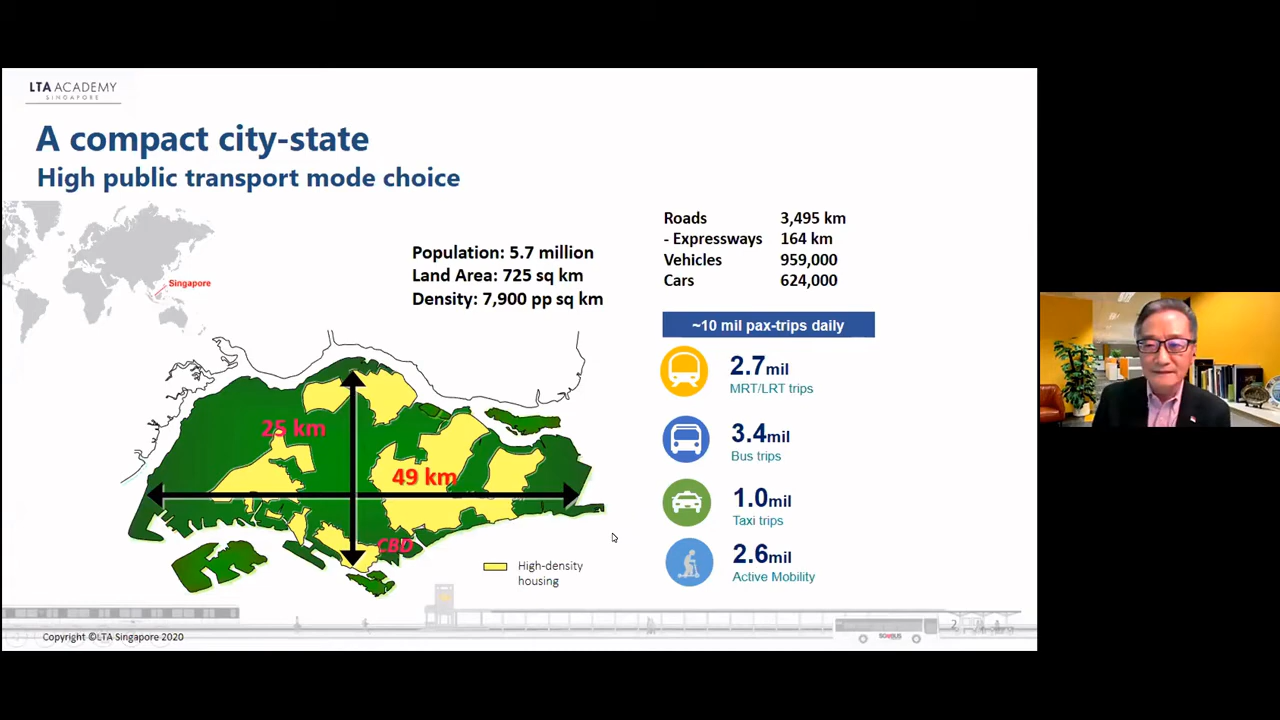 LTA ACADEMY
SINGAPORE
A compact city-state
High public transport mode choice
Singapore
Population: 5.7 million
Land Area: 725 sq km
Density: 7,900 pp sq km
Roads 3,495 km
- Expressways 164 km
Vehicles 959,000
Cars 624,000
~10 mil pax-trips daily
2.7mil
MRT/LRT trips
3.4mil
Bus trips
1.0mil
Taxi trips
2.6mil
Active Mobility
25 km
49 km
CBD
High-density
housing
Copyright ©LTA Singapore 2020
2